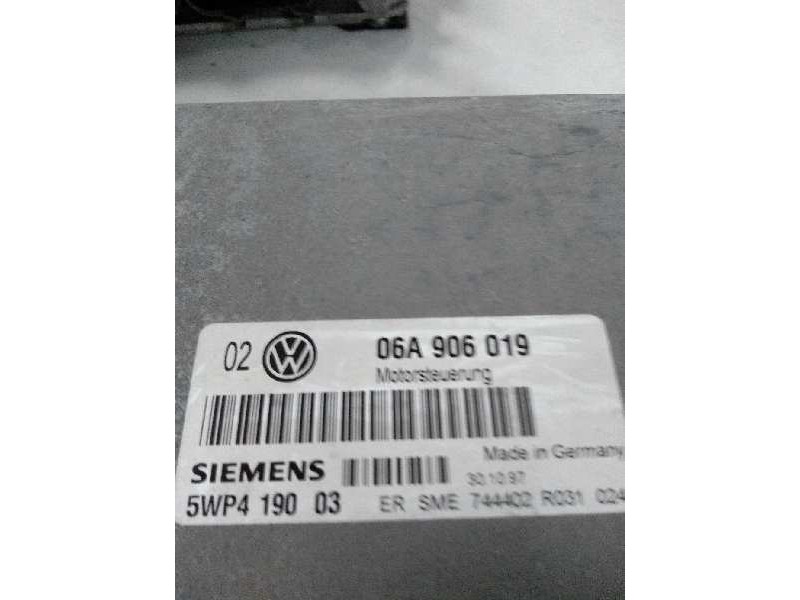 02 VW 06A 906 019
Motorsteuerung
Made in Germany
SIEMENS 30.10.97
5WP4 190 03 ER SME 744402 R031 024